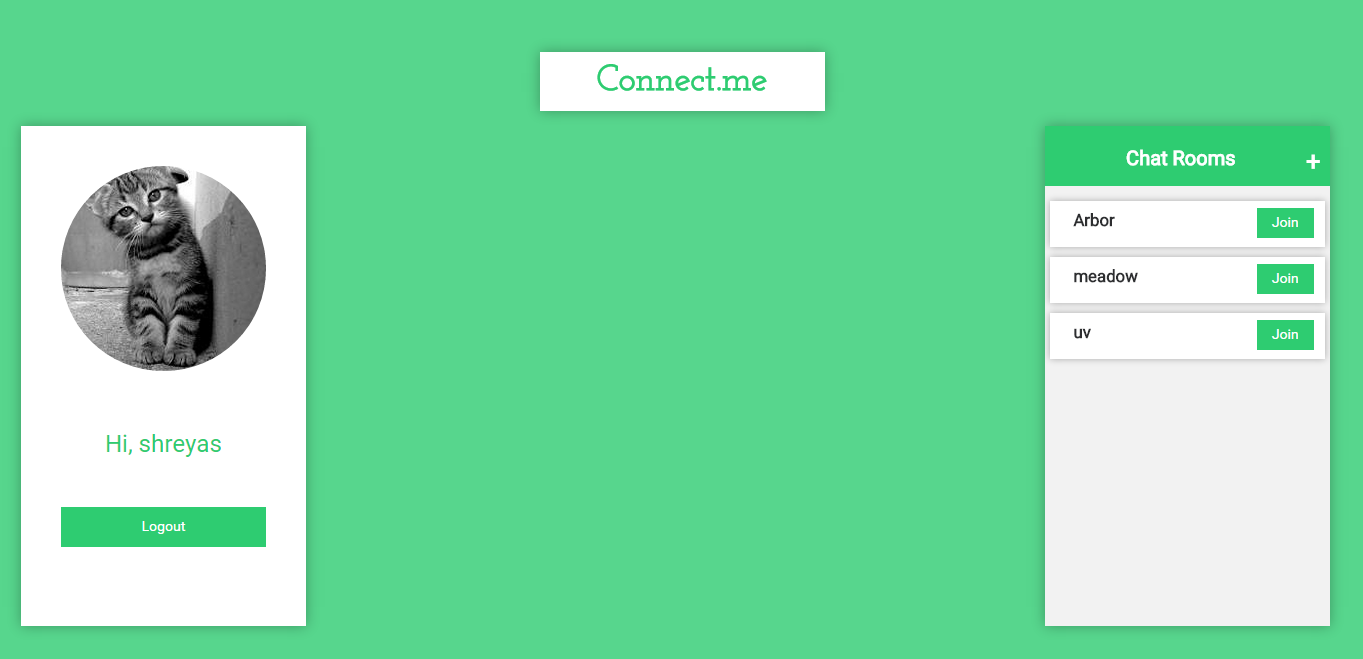 Connect.me
Hi, shreyas
Logout
Chat Rooms +
Arbor Join
meadow Join
uv Join